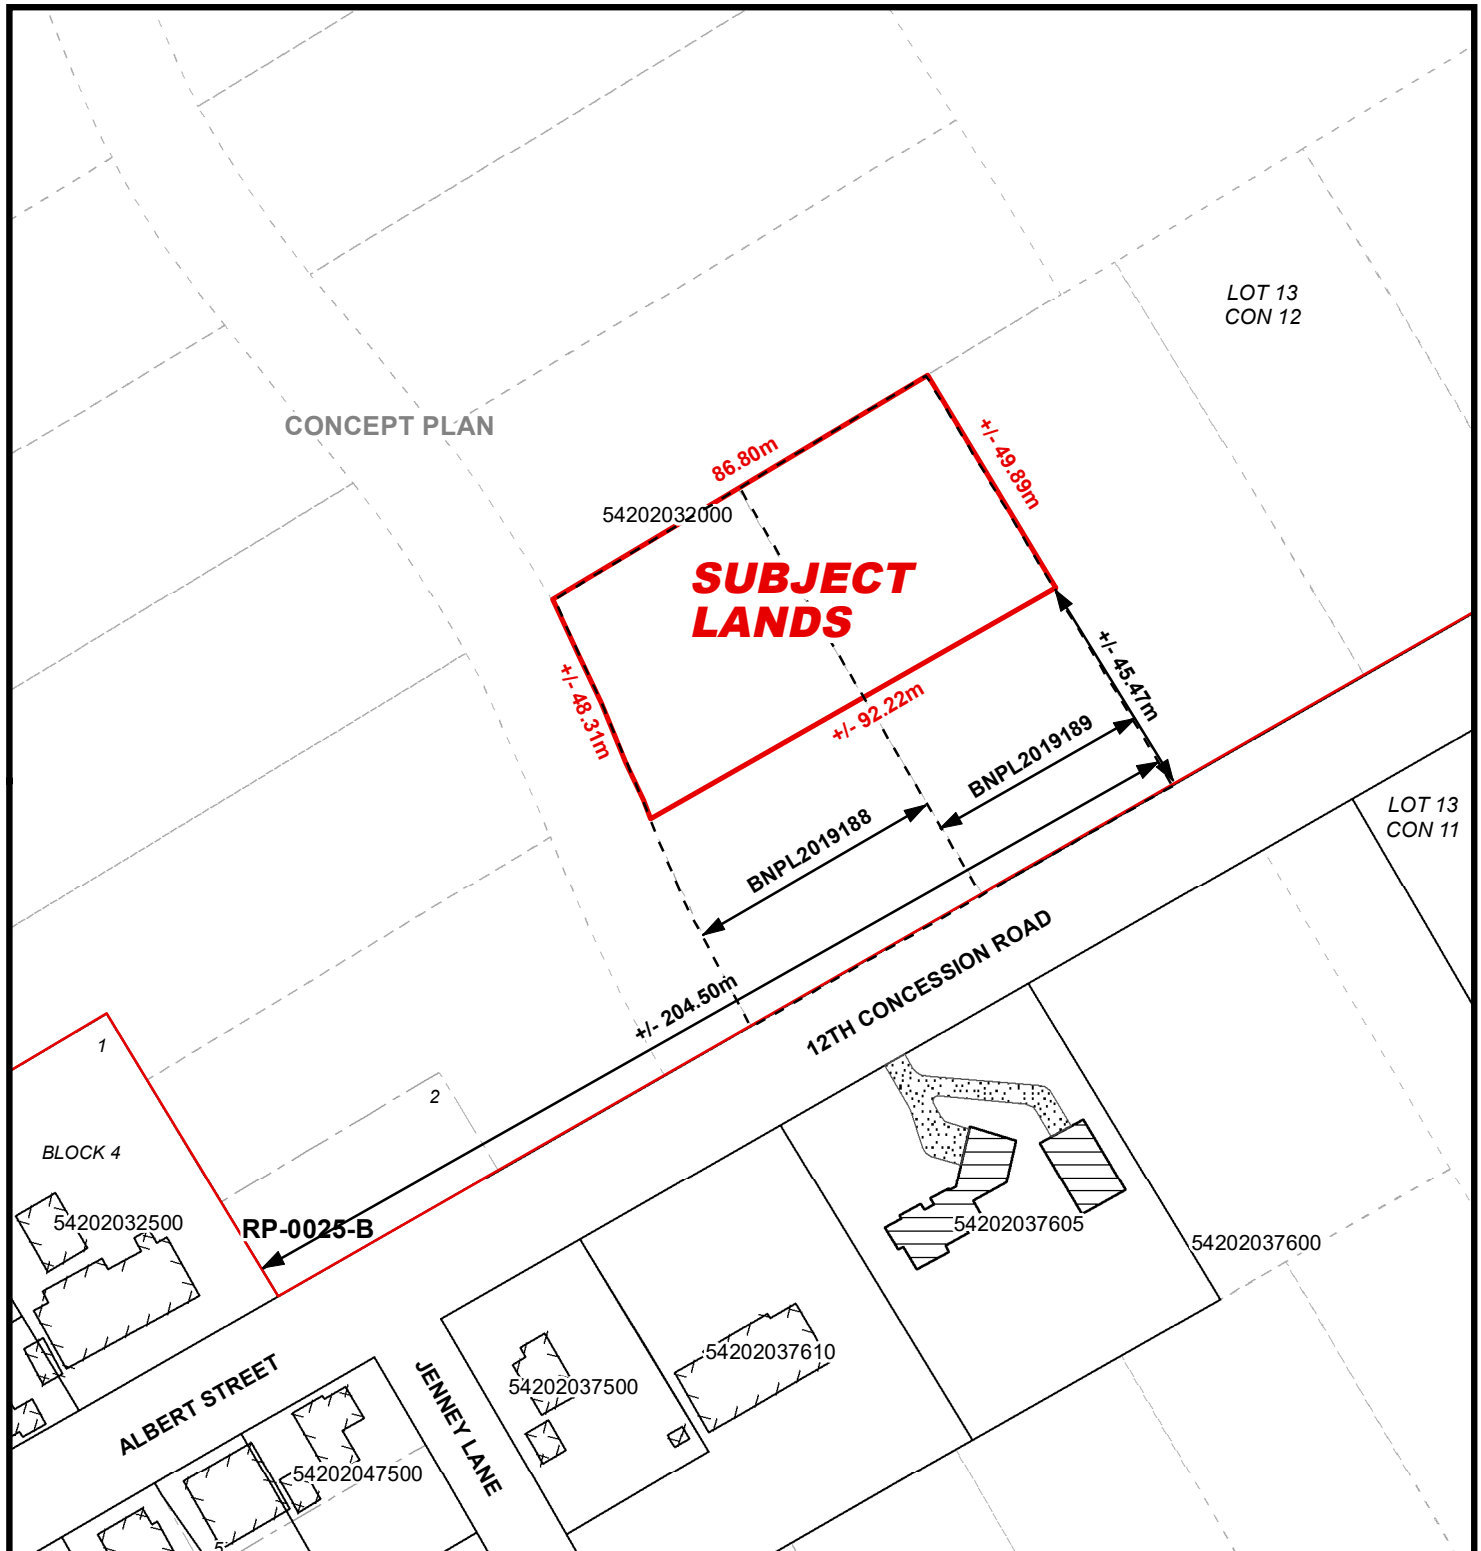 LOT 13
CON 12
CONCEPT PLAN
86.80m
+/- 49.89m
54202032000
SUBJECT
LANDS
+/- 48.31m
+/- 92.22m
+/- 45.47m
BNPL2019189
BNPL2019188
LOT 13
CON 11
+/- 204.50m
12TH CONCESSION ROAD
1
2
BLOCK 4
54202032500
RP-0025-B
54202037605
54202037600
54202037610
54202037500
ALBERT STREET
JENNEY LANE
54202047500